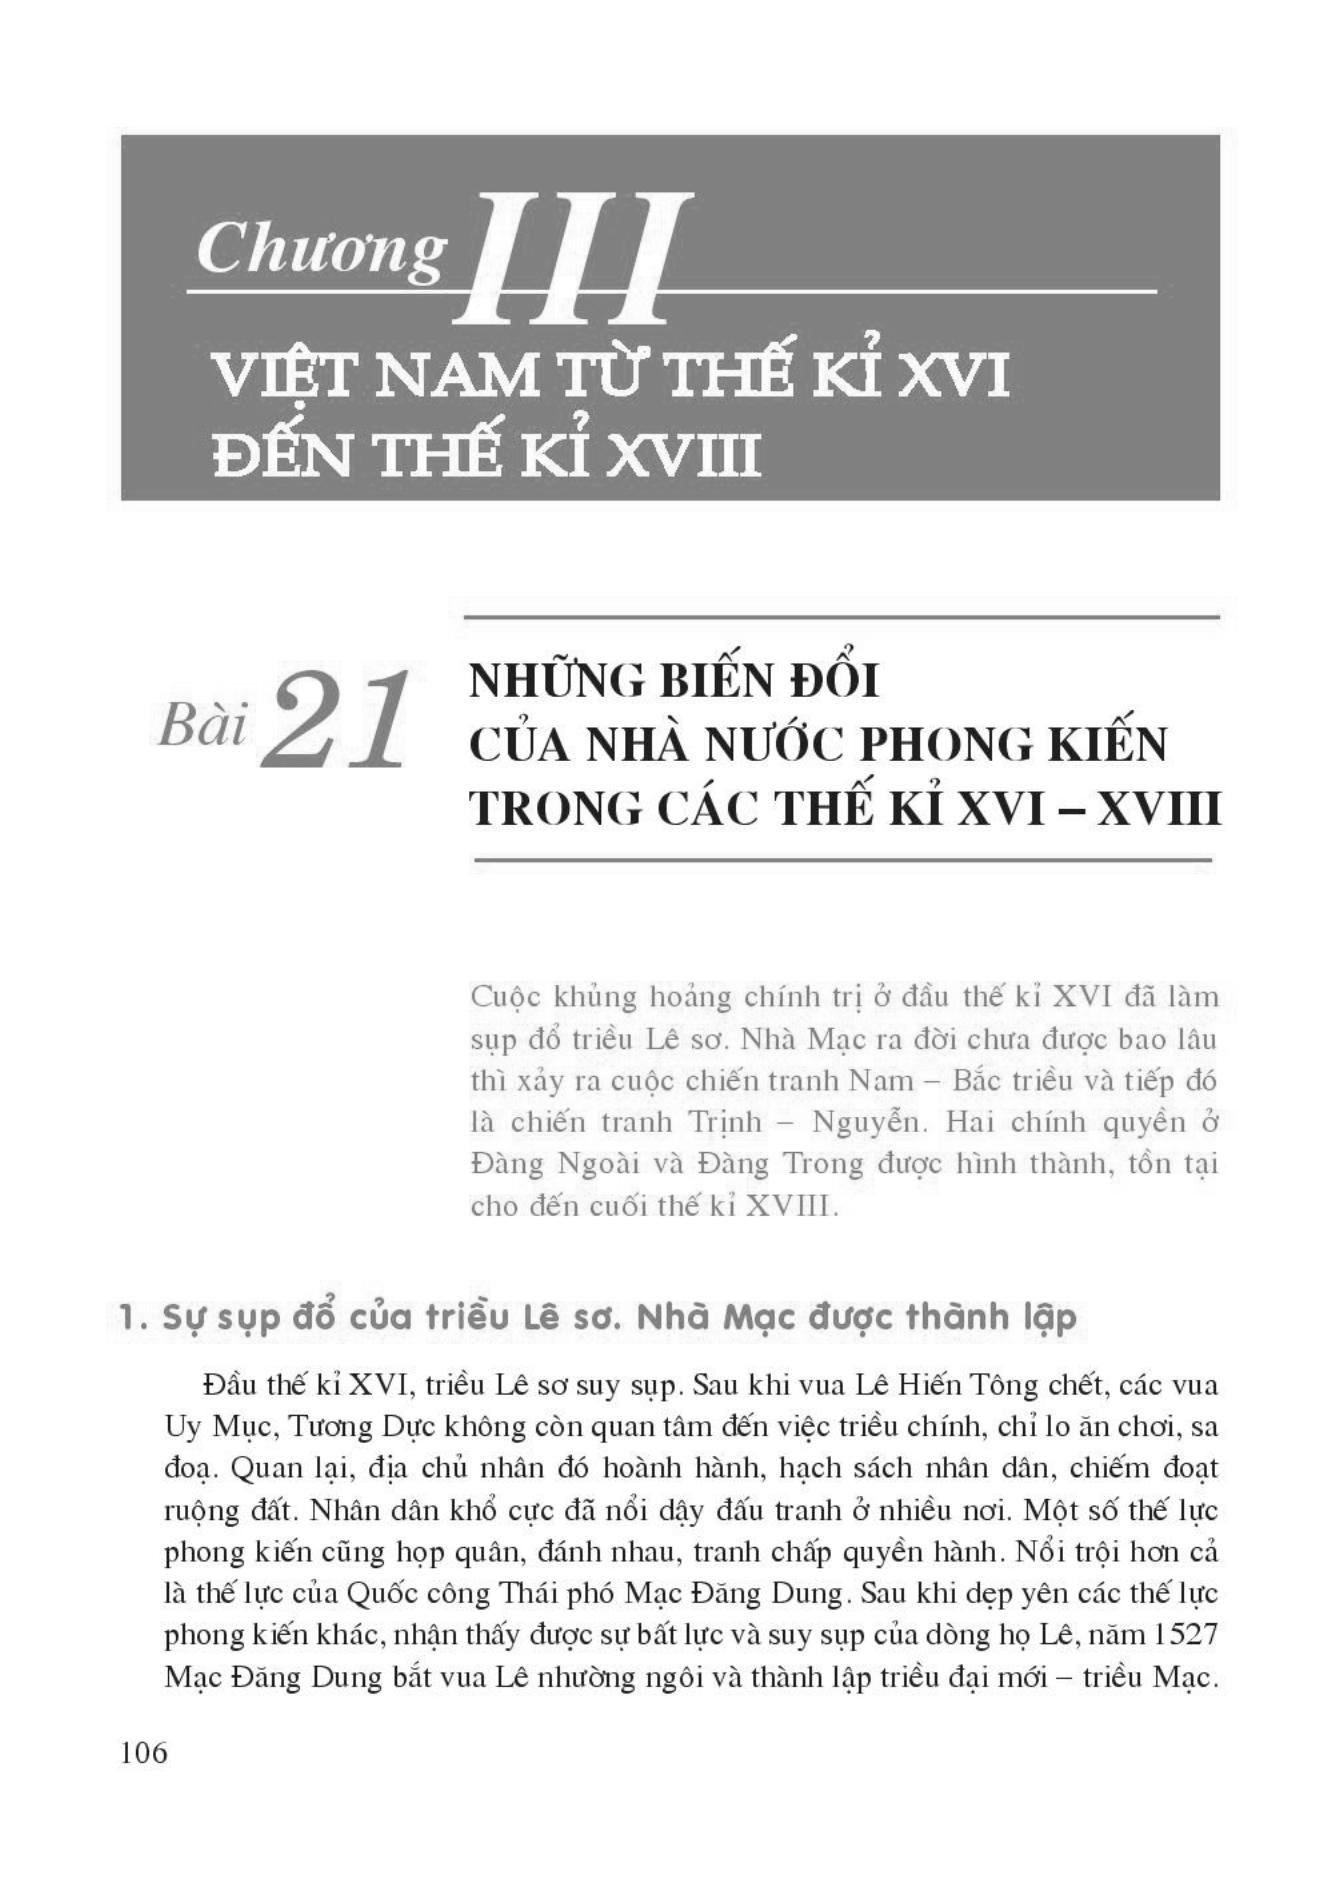 Chương III
VIỆT NAM TỪ THẾ KỈ XVI
ĐẾN THẾ KỈ XVIII
Bài 21
NHỮNG BIẾN ĐỔI
CỦA NHÀ NƯỚC PHONG KIẾN
TRONG CÁC THẾ KỈ XVI – XVIII
Cuộc khủng hoảng chính trị ở đầu thế kỉ XVI đã làm
sụp đổ triều Lê sơ. Nhà Mạc ra đời chưa được bao lâu
thì xảy ra cuộc chiến tranh Nam – Bắc triều và tiếp đó
là chiến tranh Trịnh – Nguyễn. Hai chính quyền ở
Đàng Ngoài và Đàng Trong được hình thành, tồn tại
cho đến cuối thế kỉ XVIII.
1. Sự sụp đổ của triều Lê sơ. Nhà Mạc được thành lập
Đầu thế kỉ XVI, triều Lê sơ suy sụp. Sau khi vua Lê Hiến Tông chết, các vua
Uy Mục, Tương Dực không còn quan tâm đến việc triều chính, chỉ lo ăn chơi, sa
đoạ. Quan lại, địa chủ nhân đó hoành hành, hạch sách nhân dân, chiếm đoạt
ruộng đất. Nhân dân khổ cực đã nổi dậy đấu tranh ở nhiều nơi. Một số thế lực
phong kiến cũng họp quân, đánh nhau, tranh chấp quyền hành. Nổi trội hơn cả
là thế lực của Quốc công Thái phó Mạc Đăng Dung. Sau khi dẹp yên các thế lực
phong kiến khác, nhận thấy được sự bất lực và suy sụp của dòng họ Lê, năm 1527
Mạc Đăng Dung bắt vua Lê nhường ngôi và thành lập triều đại mới – triều Mạc.
106